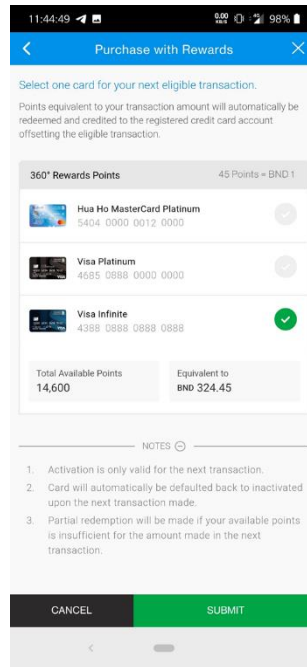 11:44:49
0.00 KB/S
98%
Purchase with Rewards
Select one card for your next eligible transaction.
Points equivalent to your transaction amount will automatically be
redeemed and credited to the registered credit card account
offsetting the eligible transaction.
360° Rewards Points
45 Points = BND 1
Hua Ho MasterCard Platinum
5404 0000 0012 0000
Visa Platinum
4685 0888 0000 0000
Visa Infinite
4388 0888 0888 0888
Total Available Points
14,600
Equivalent to
BND 324.45
NOTES
1. Activation is only valid for the next transaction.
2. Card will automatically be defaulted back to inactivated
upon the next transaction made.
3. Partial redemption will be made if your available points
is insufficient for the amount made in the next
transaction.
CANCEL
SUBMIT